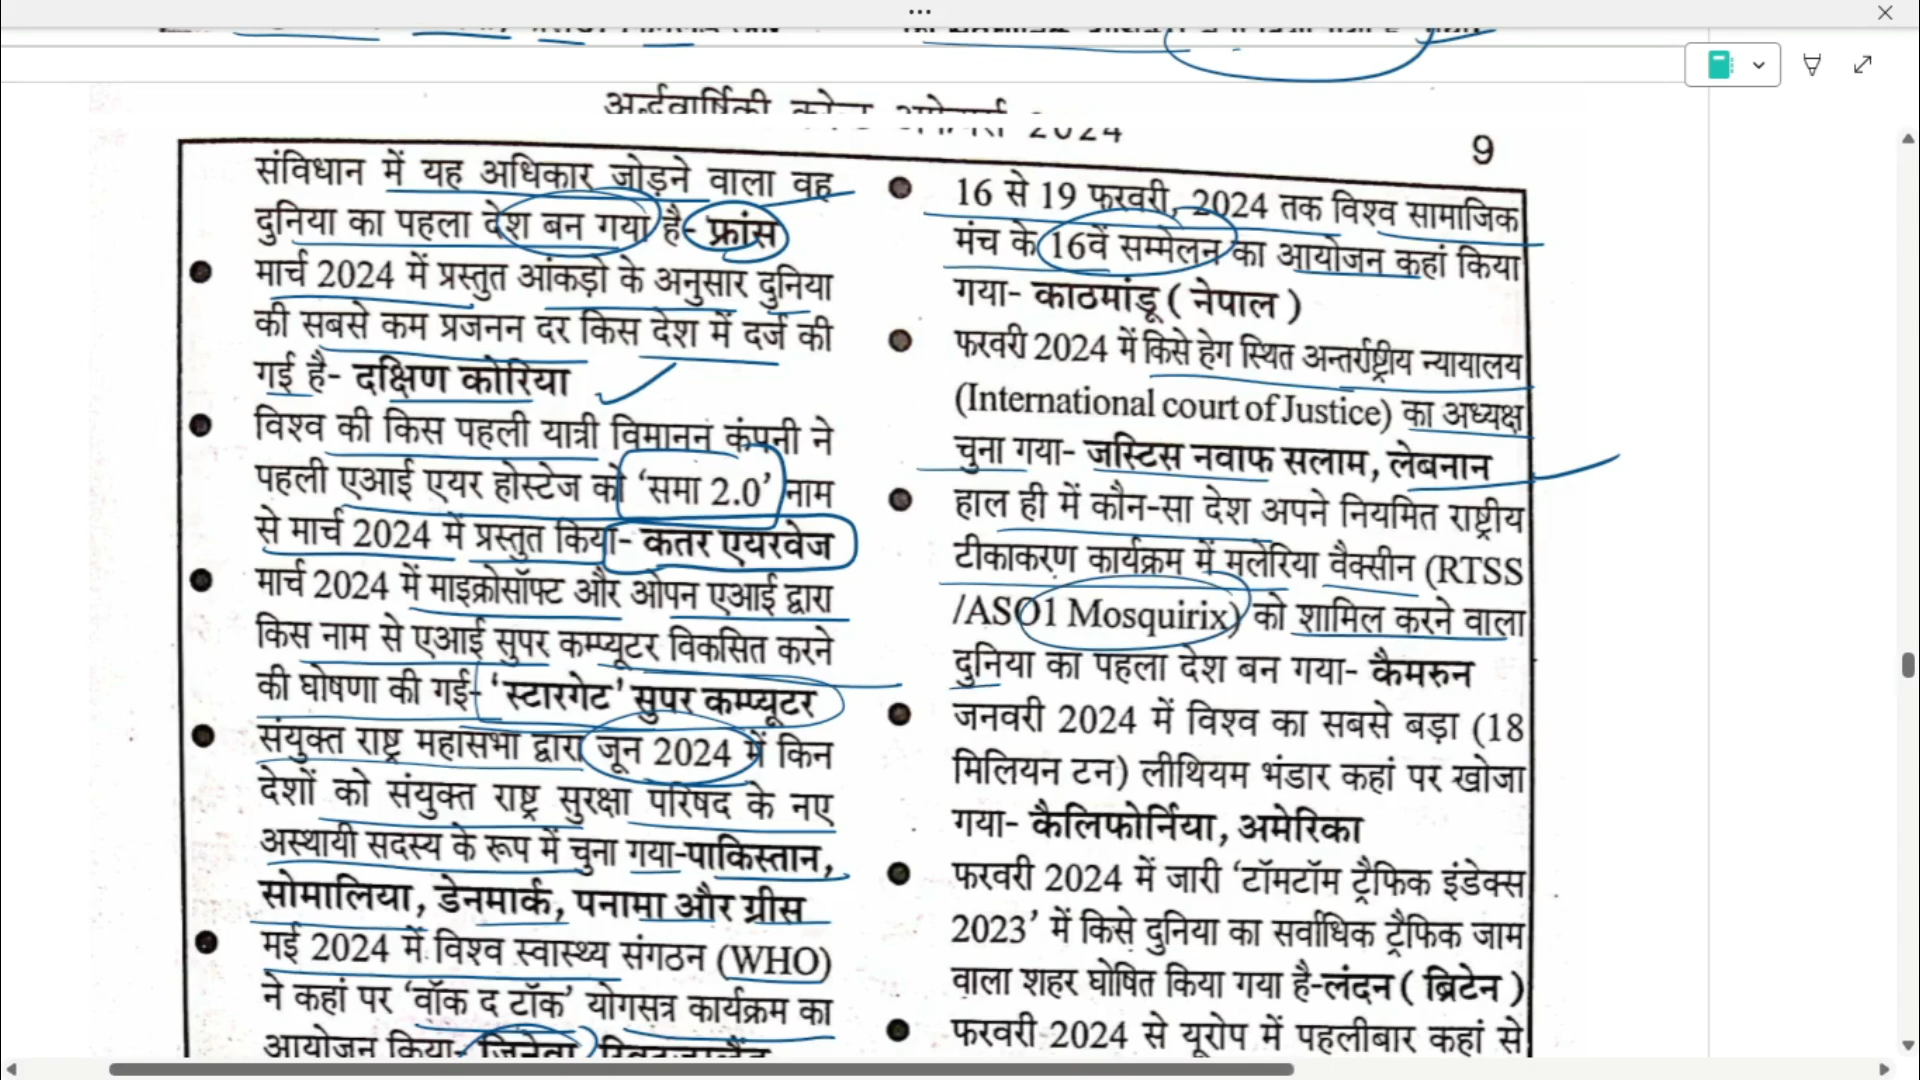 अर्द्धवार्षिकी
2024
9
संविधान में यह अधिकार जोड़ने वाला वह
दुनिया का पहला देश बन गया है- फ्रांस
मार्च 2024 में प्रस्तुत आंकड़ो के अनुसार दुनिया
की सबसे कम प्रजनन दर किस देश में दर्ज की
गई है- दक्षिण कोरिया
विश्व की किस पहली यात्री विमानन कंपनी ने
पहली एआई एयर होस्टेज को ‘समा 2.0’ नाम
से मार्च 2024 में प्रस्तुत किया- कतर एयरवेज
मार्च 2024 में माइक्रोसॉफ्ट और ओपन एआई द्वारा
किस नाम से एआई सुपर कम्प्यूटर विकसित करने
की घोषणा की गई- ‘स्टारगेट’ सुपर कम्प्यूटर
संयुक्त राष्ट्र महासभा द्वारा जून 2024 में किन
देशों को संयुक्त राष्ट्र सुरक्षा परिषद के नए
अस्थायी सदस्य के रूप में चुना गया-पाकिस्तान,
सोमालिया, डेनमार्क, पनामा और ग्रीस
मई 2024 में विश्व स्वास्थ्य संगठन (WHO)
ने कहां पर ‘वॉक द टॉक’ योगसत्र कार्यक्रम का
आयोजन किया- जिनेवा
16 से 19 फरवरी, 2024 तक विश्व सामाजिक
मंच के 16वें सम्मेलन का आयोजन कहां किया
गया- काठमांडू ( नेपाल )
फरवरी 2024 में किसे हेग स्थित अन्तर्राष्ट्रीय न्यायालय
(International court of Justice) का अध्यक्ष
चुना गया- जस्टिस नवाफ सलाम, लेबनान
हाल ही में कौन-सा देश अपने नियमित राष्ट्रीय
टीकाकरण कार्यक्रम में मलेरिया वैक्सीन (RTSS
/ASO1 Mosquirix) को शामिल करने वाला
दुनिया का पहला देश बन गया- कैमरुन
जनवरी 2024 में विश्व का सबसे बड़ा (18
मिलियन टन) लीथियम भंडार कहां पर खोजा
गया- कैलिफोर्निया, अमेरिका
फरवरी 2024 में जारी ‘टॉमटॉम ट्रैफिक इंडेक्स
2023’ में किसे दुनिया का सर्वाधिक ट्रैफिक जाम
वाला शहर घोषित किया गया है-लंदन ( ब्रिटेन )
फरवरी 2024 से यूरोप में पहलीबार कहां से